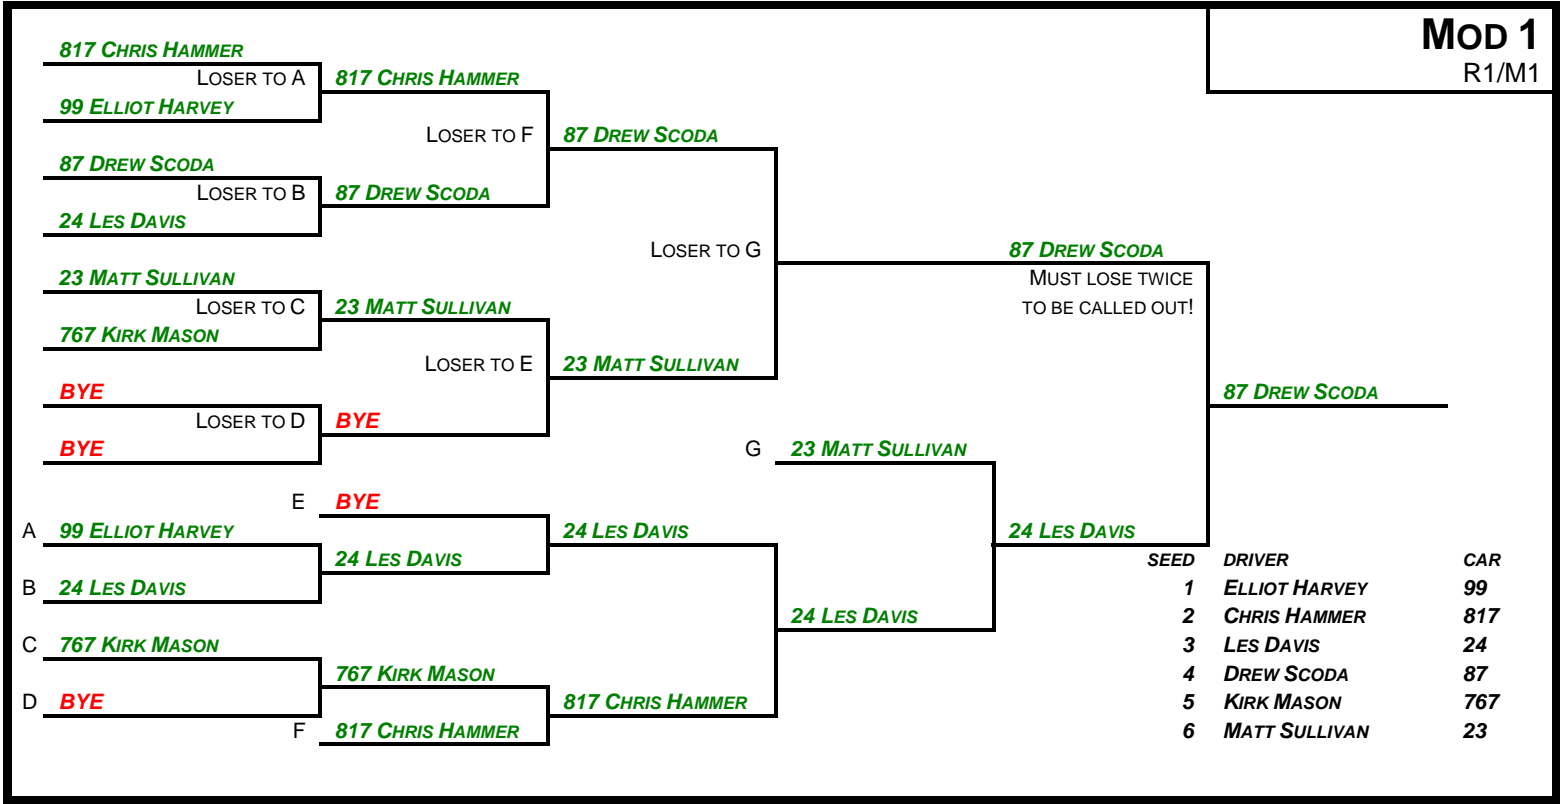 MOD 1
R1/M1
817 CHRIS HAMMER
LOSER TO A
817 CHRIS HAMMER
99 ELLIOT HARVEY
LOSER TO F
87 DREW SCODA
87 DREW SCODA
LOSER TO B
87 DREW SCODA
24 LES DAVIS
LOSER TO G
87 DREW SCODA
23 MATT SULLIVAN
MUST LOSE TWICE
LOSER TO C
23 MATT SULLIVAN
TO BE CALLED OUT!
767 KIRK MASON
LOSER TO E
23 MATT SULLIVAN
BYE
87 DREW SCODA
LOSER TO D
BYE
BYE
G
23 MATT SULLIVAN
E
BYE
A
99 ELLIOT HARVEY
24 LES DAVIS
24 LES DAVIS
24 LES DAVIS
B
24 LES DAVIS
24 LES DAVIS
C
767 KIRK MASON
767 KIRK MASON
D
BYE
817 CHRIS HAMMER
F
817 CHRIS HAMMER
SEED DRIVER CAR
1 ELLIOT HARVEY 99
2 CHRIS HAMMER 817
3 LES DAVIS 24
4 DREW SCODA 87
5 KIRK MASON 767
6 MATT SULLIVAN 23